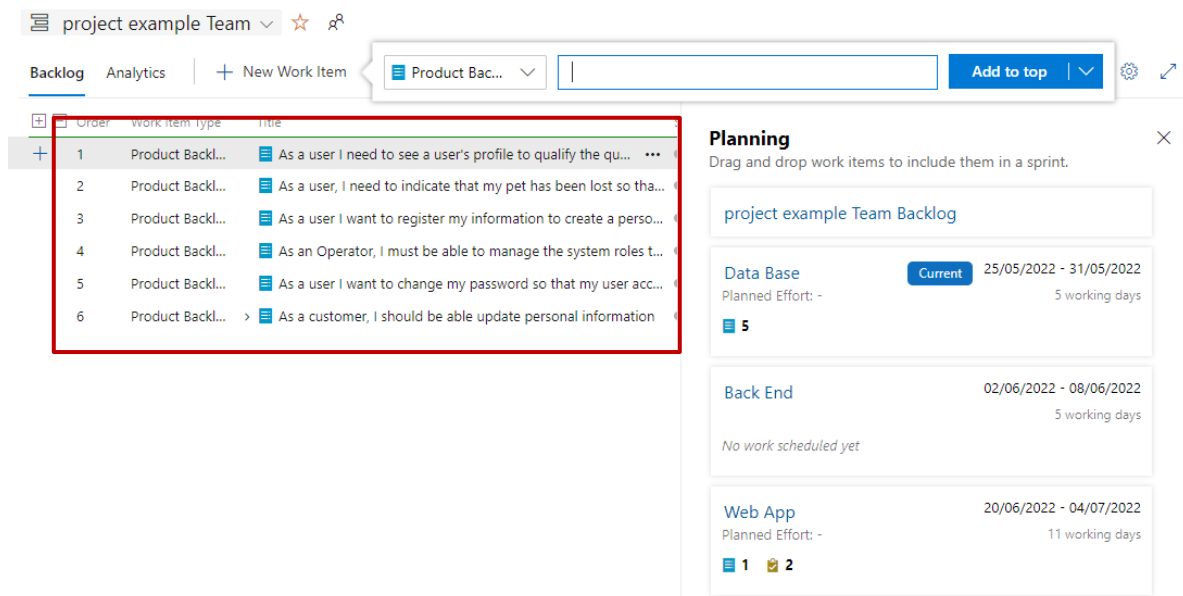 project example Team
Backlog Analytics New Work Item Product Bac... Add to top
Order Work Item Type Title
1 Product Backl... As a user I need to see a user's profile to qualify the qu... ...
2 Product Backl... As a user, I need to indicate that my pet has been lost so tha...
3 Product Backl... As a user I want to register my information to create a perso...
4 Product Backl... As an Operator, I must be able to manage the system roles t...
5 Product Backl... As a user I want to change my password so that my user acc...
6 Product Backl... As a customer, I should be able update personal information
Planning
Drag and drop work items to include them in a sprint.
project example Team Backlog
Data Base Current 25/05/2022 - 31/05/2022
Planned Effort: - 5 working days
5
Back End 02/06/2022 - 08/06/2022
5 working days
No work scheduled yet
Web App 20/06/2022 - 04/07/2022
Planned Effort: - 11 working days
1 2